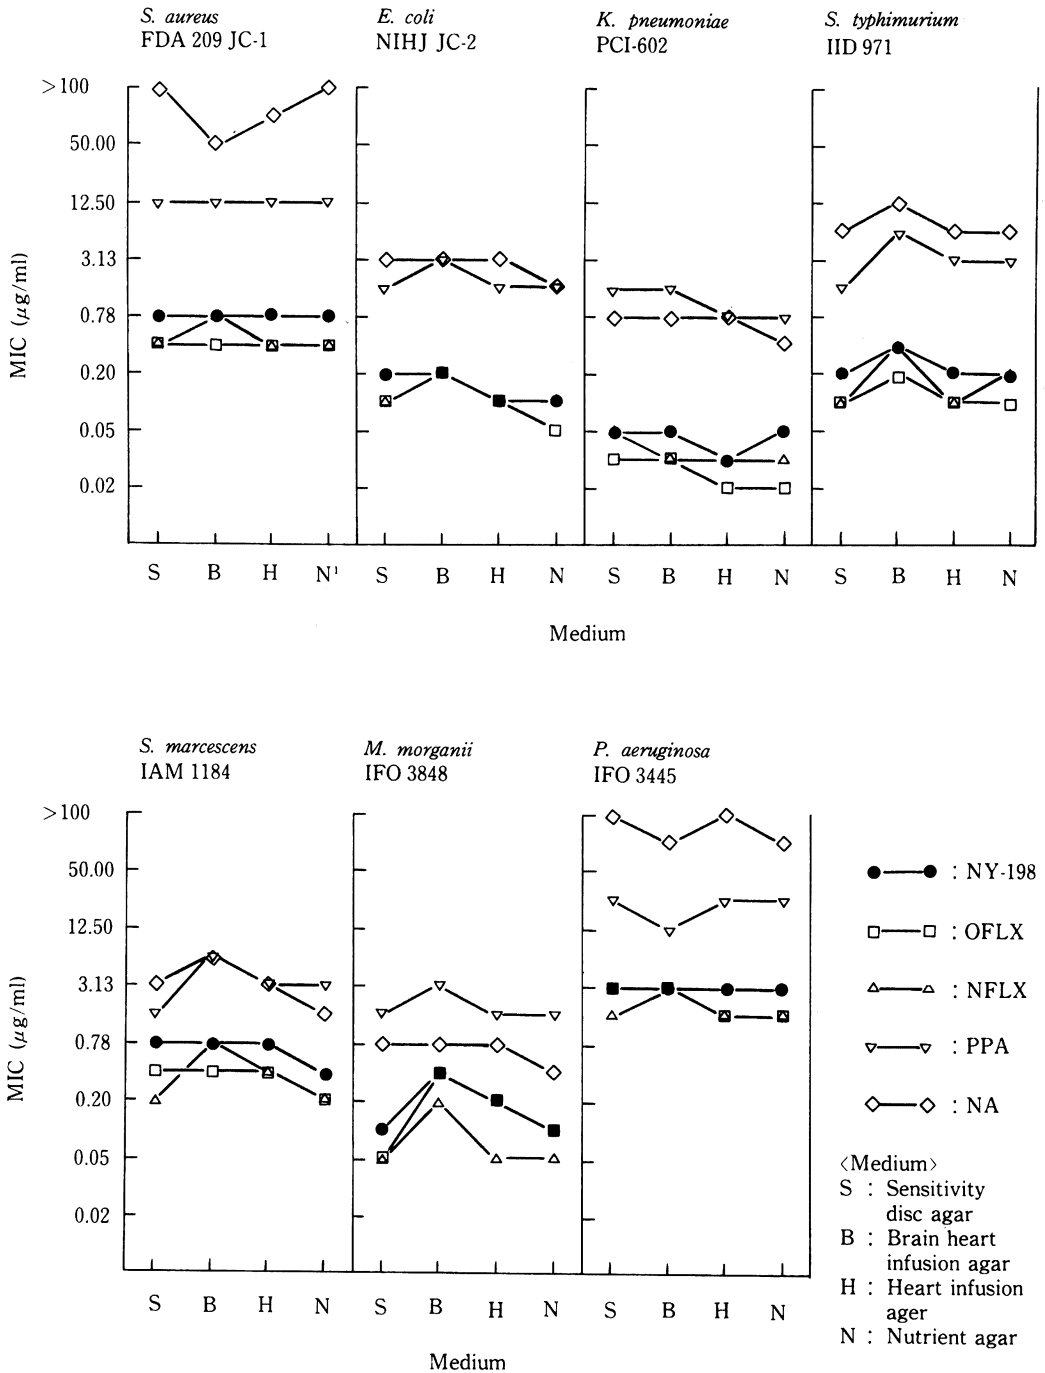 S. aureus
FDA 209 JC-1
E. coli
NIHJ JC-2
K. pneumoniae
PCI-602
S. typhimurium
IID 971
>100
50.00
12.50
3.13
0.78
0.20
0.05
0.02
MIC (μg/ml)
S B H N¹
S B H N
S B H N
S B H N
Medium
S. marcescens
IAM 1184
M. morganii
IFO 3848
P. aeruginosa
IFO 3445
>100
50.00
12.50
3.13
0.78
0.20
0.05
0.02
MIC (μg/ml)
S B H N
S B H N
S B H N
Medium
: NY-198
: OFLX
: NFLX
: PPA
: NA
〈Medium〉
S : Sensitivity
disc agar
B : Brain heart
infusion agar
H : Heart infusion
ager
N : Nutrient agar